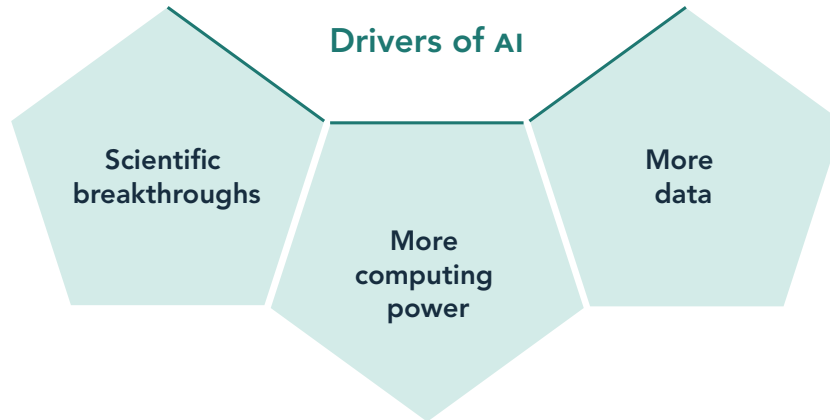 Drivers of AI
Scientific
breakthroughs
More
computing
power
More
data